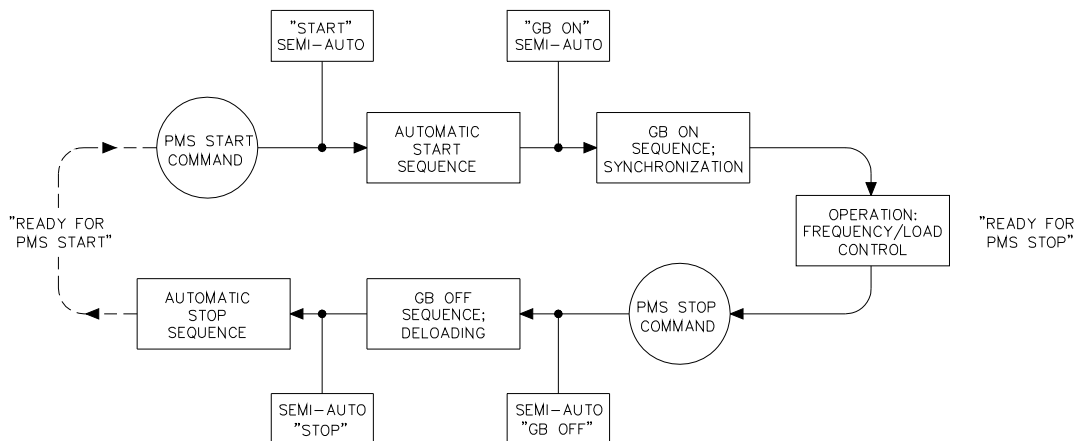 "START"
SEMI-AUTO
"GB ON"
SEMI-AUTO
PMS START
COMMAND
AUTOMATIC
START
SEQUENCE
GB ON
SEQUENCE;
SYNCHRONIZATION
"READY FOR
PMS START"
OPERATION:
FREQUENCY/LOAD
CONTROL
"READY FOR
PMS STOP"
AUTOMATIC
STOP
SEQUENCE
GB OFF
SEQUENCE;
DELOADING
PMS STOP
COMMAND
SEMI-AUTO
"STOP"
SEMI-AUTO
"GB OFF"